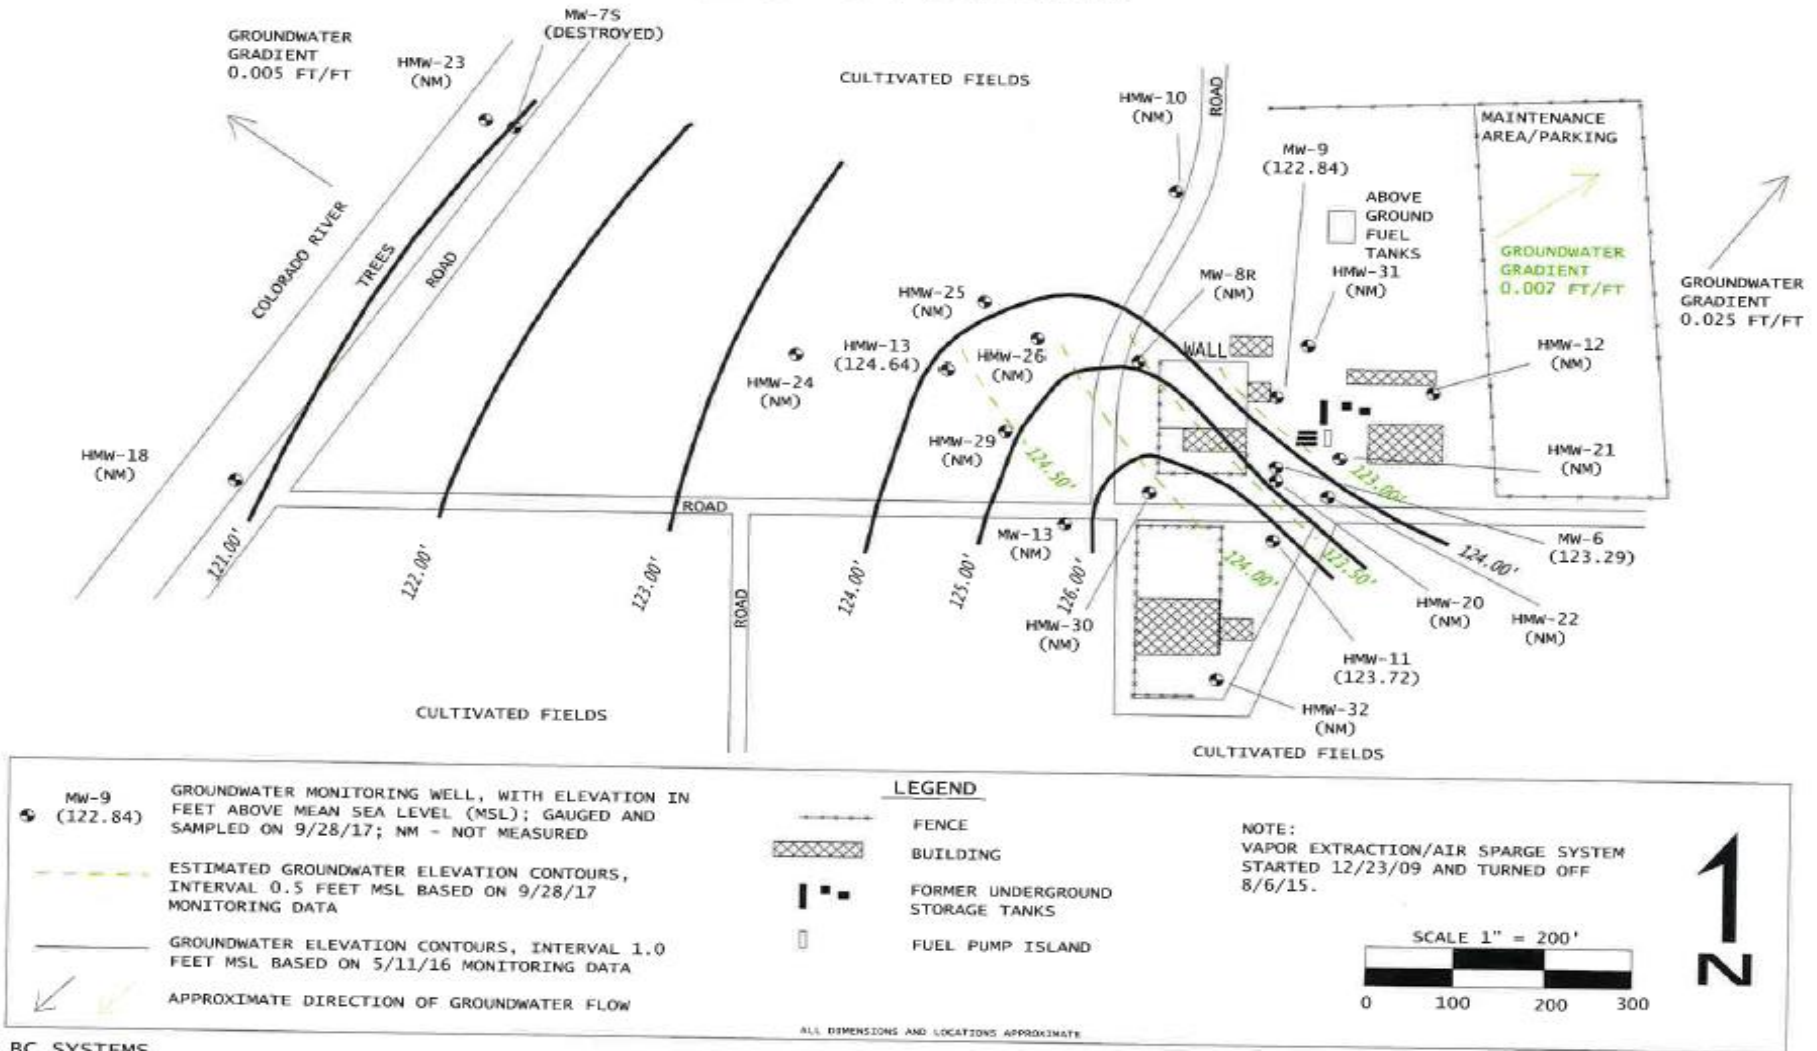 MW-7S
(DESTROYED)
GROUNDWATER
GRADIENT
0.005 FT/FT
HMW-23
(NM)
CULTIVATED FIELDS
HMW-10
(NM)
ROAD
MAINTENANCE
AREA/PARKING
MW-9
(122.84)
ABOVE
GROUND
FUEL
TANKS
GROUNDWATER
GRADIENT
0.007 FT/FT
GROUNDWATER
GRADIENT
0.025 FT/FT
COLORADO RIVER
TREES
ROAD
HMW-25
(NM)
MW-8R
(NM)
HMW-31
(NM)
HMW-13
(124.64)
HMW-26
(NM)
WALL
HMW-12
(NM)
HMW-24
(NM)
HMW-29
(NM)
HMW-18
(NM)
HMW-21
(NM)
124.50'
123.00'
ROAD
MW-13
(NM)
MW-6
(123.29)
121.00'
122.00'
123.00'
124.00'
125.00'
126.00'
124.00'
123.50'
124.00'
ROAD
HMW-30
(NM)
HMW-20
(NM)
HMW-22
(NM)
HMW-11
(123.72)
HMW-32
(NM)
CULTIVATED FIELDS
CULTIVATED FIELDS
LEGEND
MW-9
(122.84)
GROUNDWATER MONITORING WELL, WITH ELEVATION IN
FEET ABOVE MEAN SEA LEVEL (MSL); GAUGED AND
SAMPLED ON 9/28/17; NM - NOT MEASURED
ESTIMATED GROUNDWATER ELEVATION CONTOURS,
INTERVAL 0.5 FEET MSL BASED ON 9/28/17
MONITORING DATA
GROUNDWATER ELEVATION CONTOURS, INTERVAL 1.0
FEET MSL BASED ON 5/11/16 MONITORING DATA
APPROXIMATE DIRECTION OF GROUNDWATER FLOW
FENCE
BUILDING
FORMER UNDERGROUND
STORAGE TANKS
FUEL PUMP ISLAND
NOTE:
VAPOR EXTRACTION/AIR SPARGE SYSTEM
STARTED 12/23/09 AND TURNED OFF
8/6/15.
SCALE 1" = 200'
0 100 200 300
N
ALL DIMENSIONS AND LOCATIONS APPROXIMATE
BC SYSTEMS